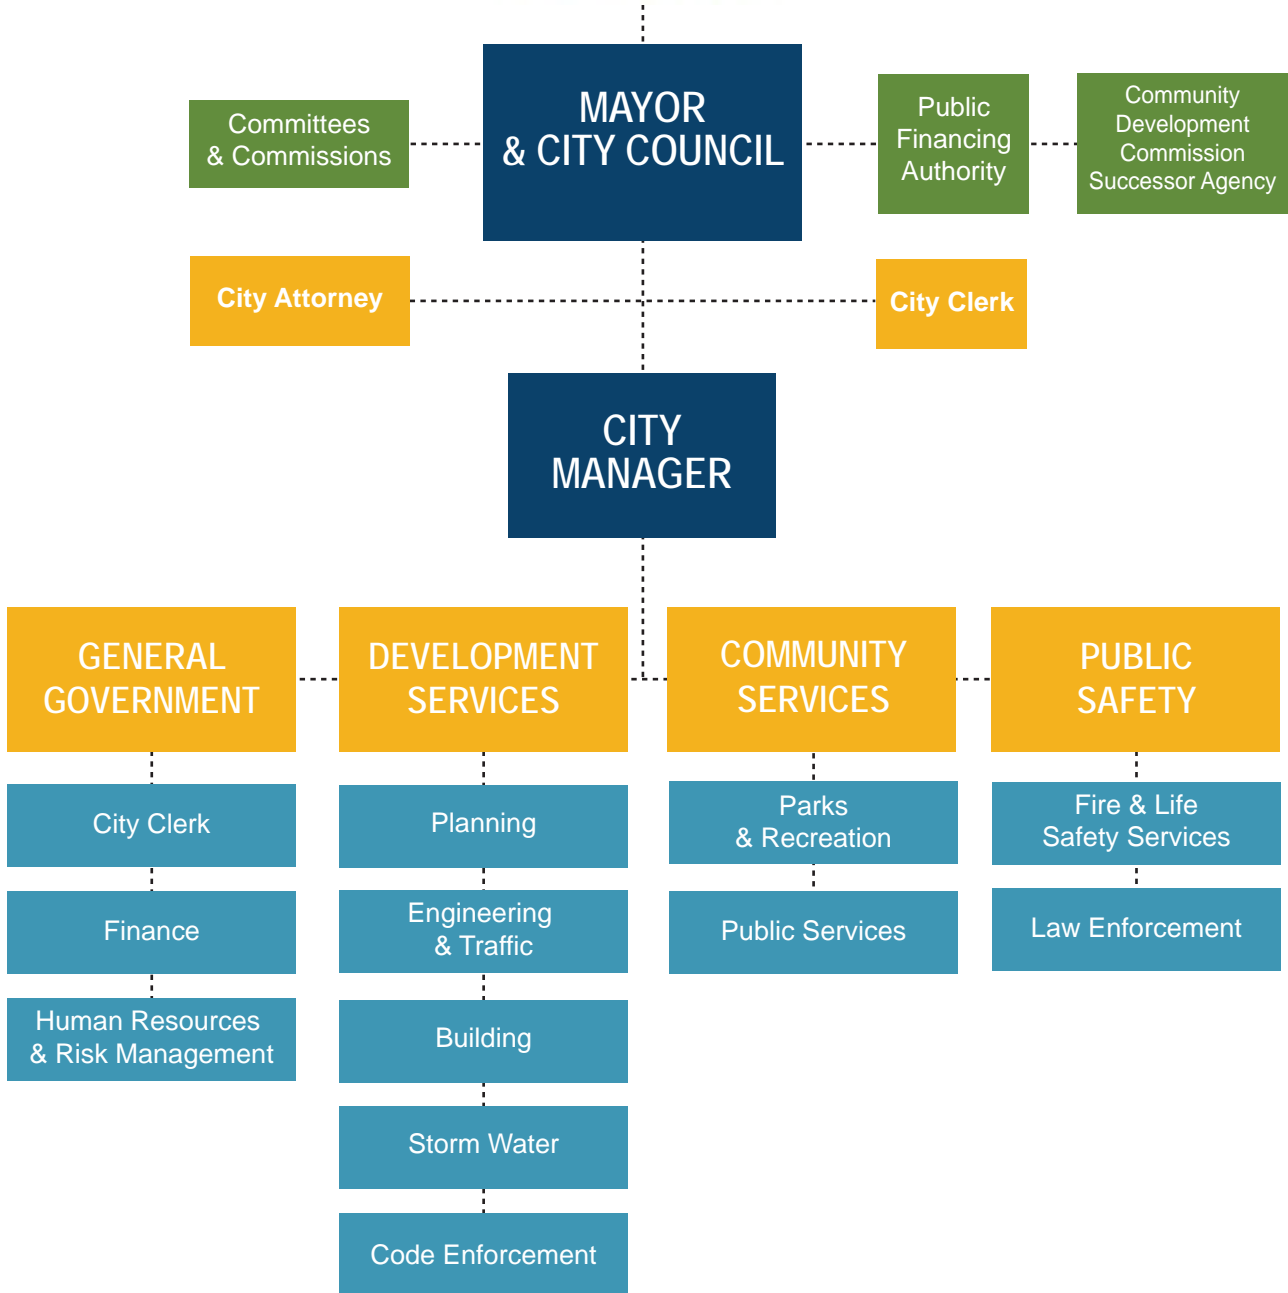 MAYOR
& CITY COUNCIL
Committees
& Commissions
Public
Financing
Authority
Community
Development
Commission
Successor Agency
City Attorney
City Clerk
CITY
MANAGER
GENERAL
GOVERNMENT
DEVELOPMENT
SERVICES
COMMUNITY
SERVICES
PUBLIC
SAFETY
City Clerk
Finance
Human Resources
& Risk Management
Planning
Engineering
& Traffic
Building
Storm Water
Code Enforcement
Parks
& Recreation
Public Services
Fire & Life
Safety Services
Law Enforcement